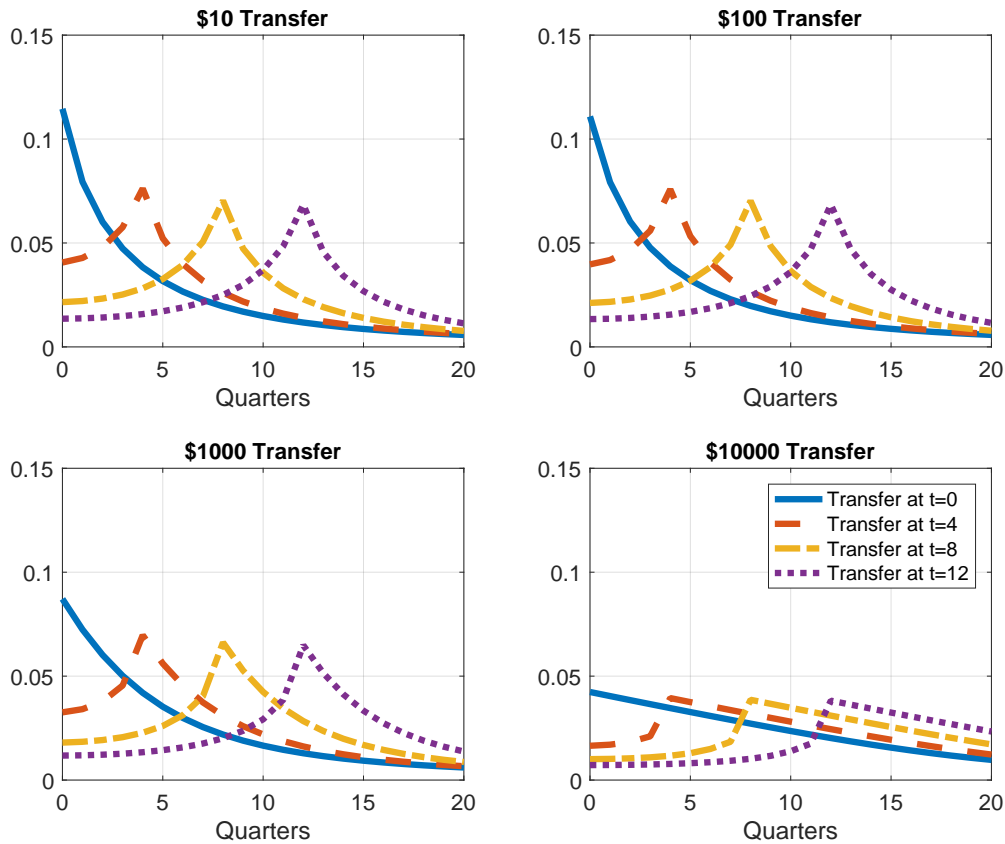 $10 Transfer
0.15
0.1
0.05
0
0 5 10 15 20
Quarters
$100 Transfer
0.15
0.1
0.05
0
0 5 10 15 20
Quarters
$1000 Transfer
0.15
0.1
0.05
0
0 5 10 15 20
Quarters
$10000 Transfer
0.15
0.1
0.05
0
Transfer at t=0
Transfer at t=4
Transfer at t=8
Transfer at t=12
0 5 10 15 20
Quarters